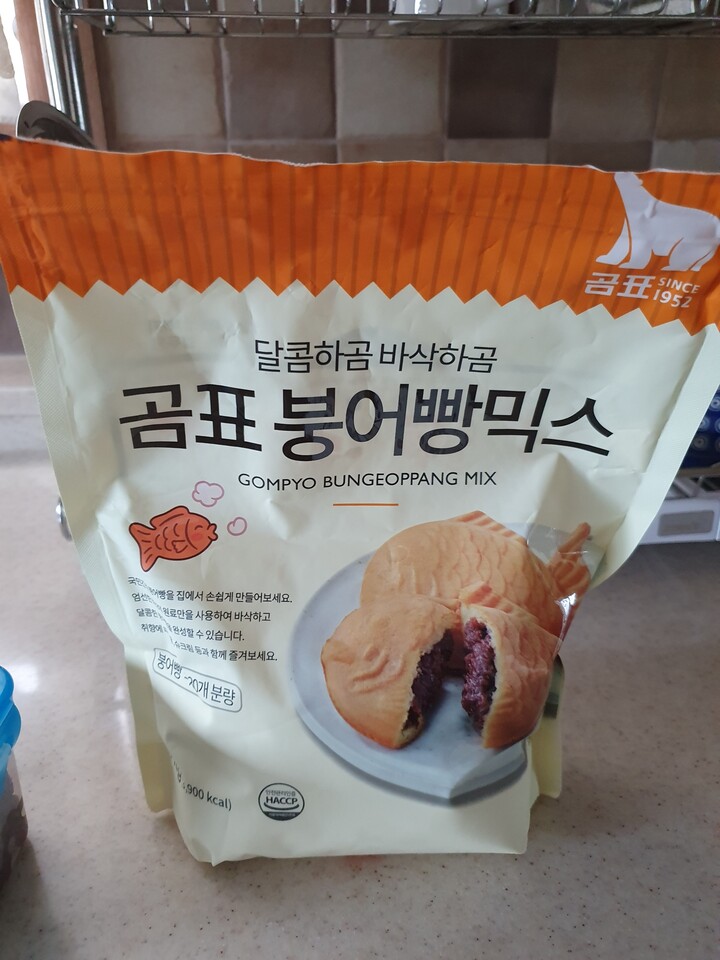 곰표 SINCE 1952
달콤하곰 바삭하곰
곰표 붕어빵믹스
GOMPYO BUNGEOPPANG MIX
집에서 손쉽게 만들어보세요.
원료만을 사용하여 바삭하고
완성할 수 있습니다.
함께 즐겨보세요.
붕어빵 개 분량
900 kcal)
HACCP